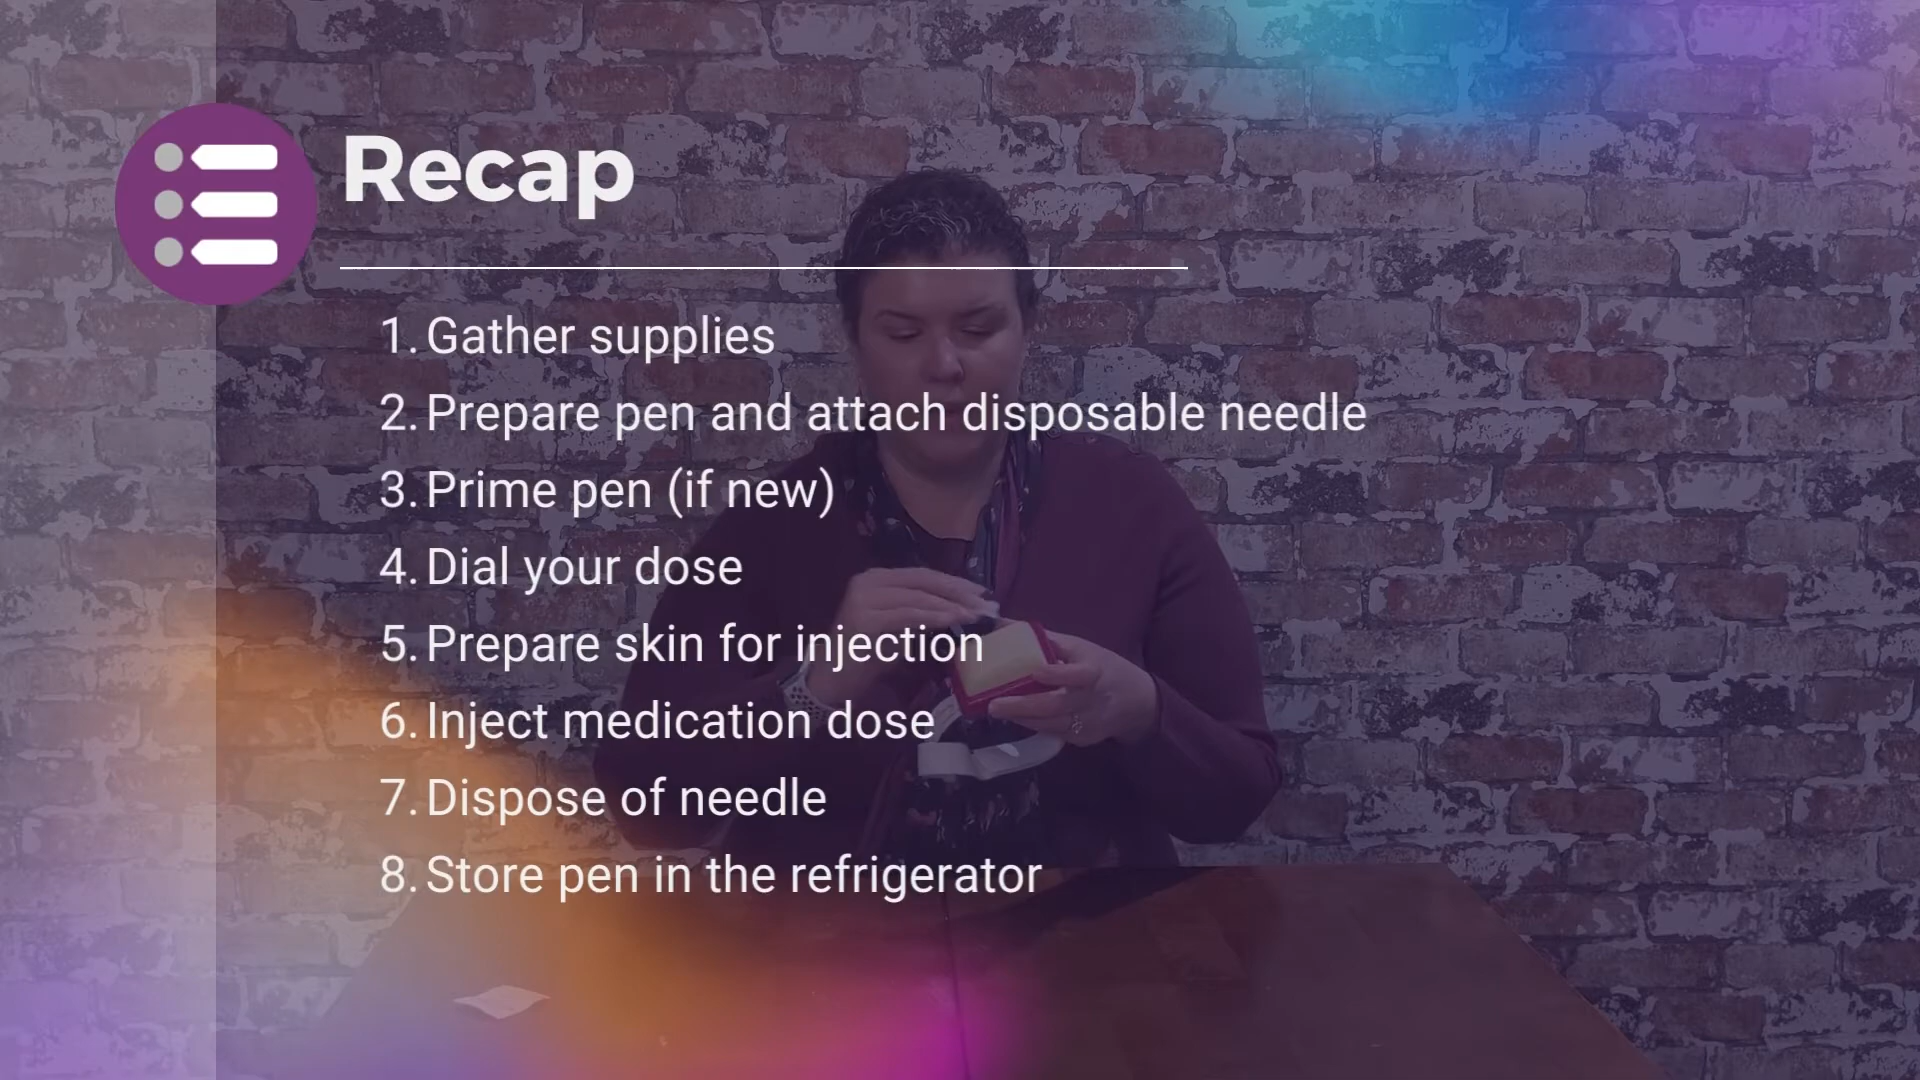 Recap
1. Gather supplies
2. Prepare pen and attach disposable needle
3. Prime pen (if new)
4. Dial your dose
5. Prepare skin for injection
6. Inject medication dose
7. Dispose of needle
8. Store pen in the refrigerator